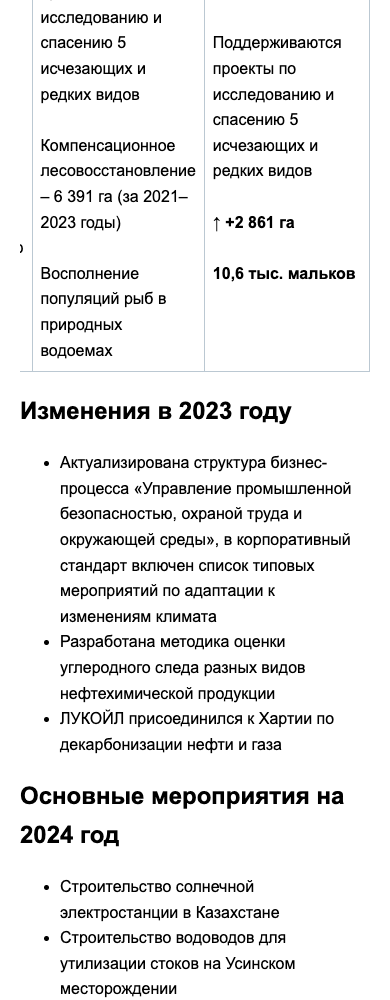 исследованию и
спасению 5
исчезающих и
редких видов
Компенсационное
лесовосстановление
– 6 391 га (за 2021–
2023 годы)
Восполнение
популяций рыб в
природных
водоемах
Поддерживаются
проекты по
исследованию и
спасению 5
исчезающих и
редких видов
↑ +2 861 га
10,6 тыс. мальков
Изменения в 2023 году
• Актуализирована структура бизнес-
процесса «Управление промышленной
безопасностью, охраной труда и
окружающей среды», в корпоративный
стандарт включен список типовых
мероприятий по адаптации к
изменениям климата
• Разработана методика оценки
углеродного следа разных видов
нефтехимической продукции
• ЛУКОЙЛ присоединился к Хартии по
декарбонизации нефти и газа
Основные мероприятия на
2024 год
• Строительство солнечной
электростанции в Казахстане
• Строительство водоводов для
утилизации стоков на Усинском
месторождении